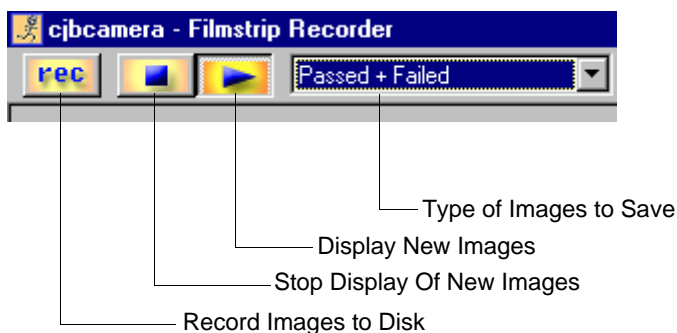 cjbcamera - Filmstrip Recorder
rec
Passed + Failed
Type of Images to Save
Display New Images
Stop Display Of New Images
Record Images to Disk